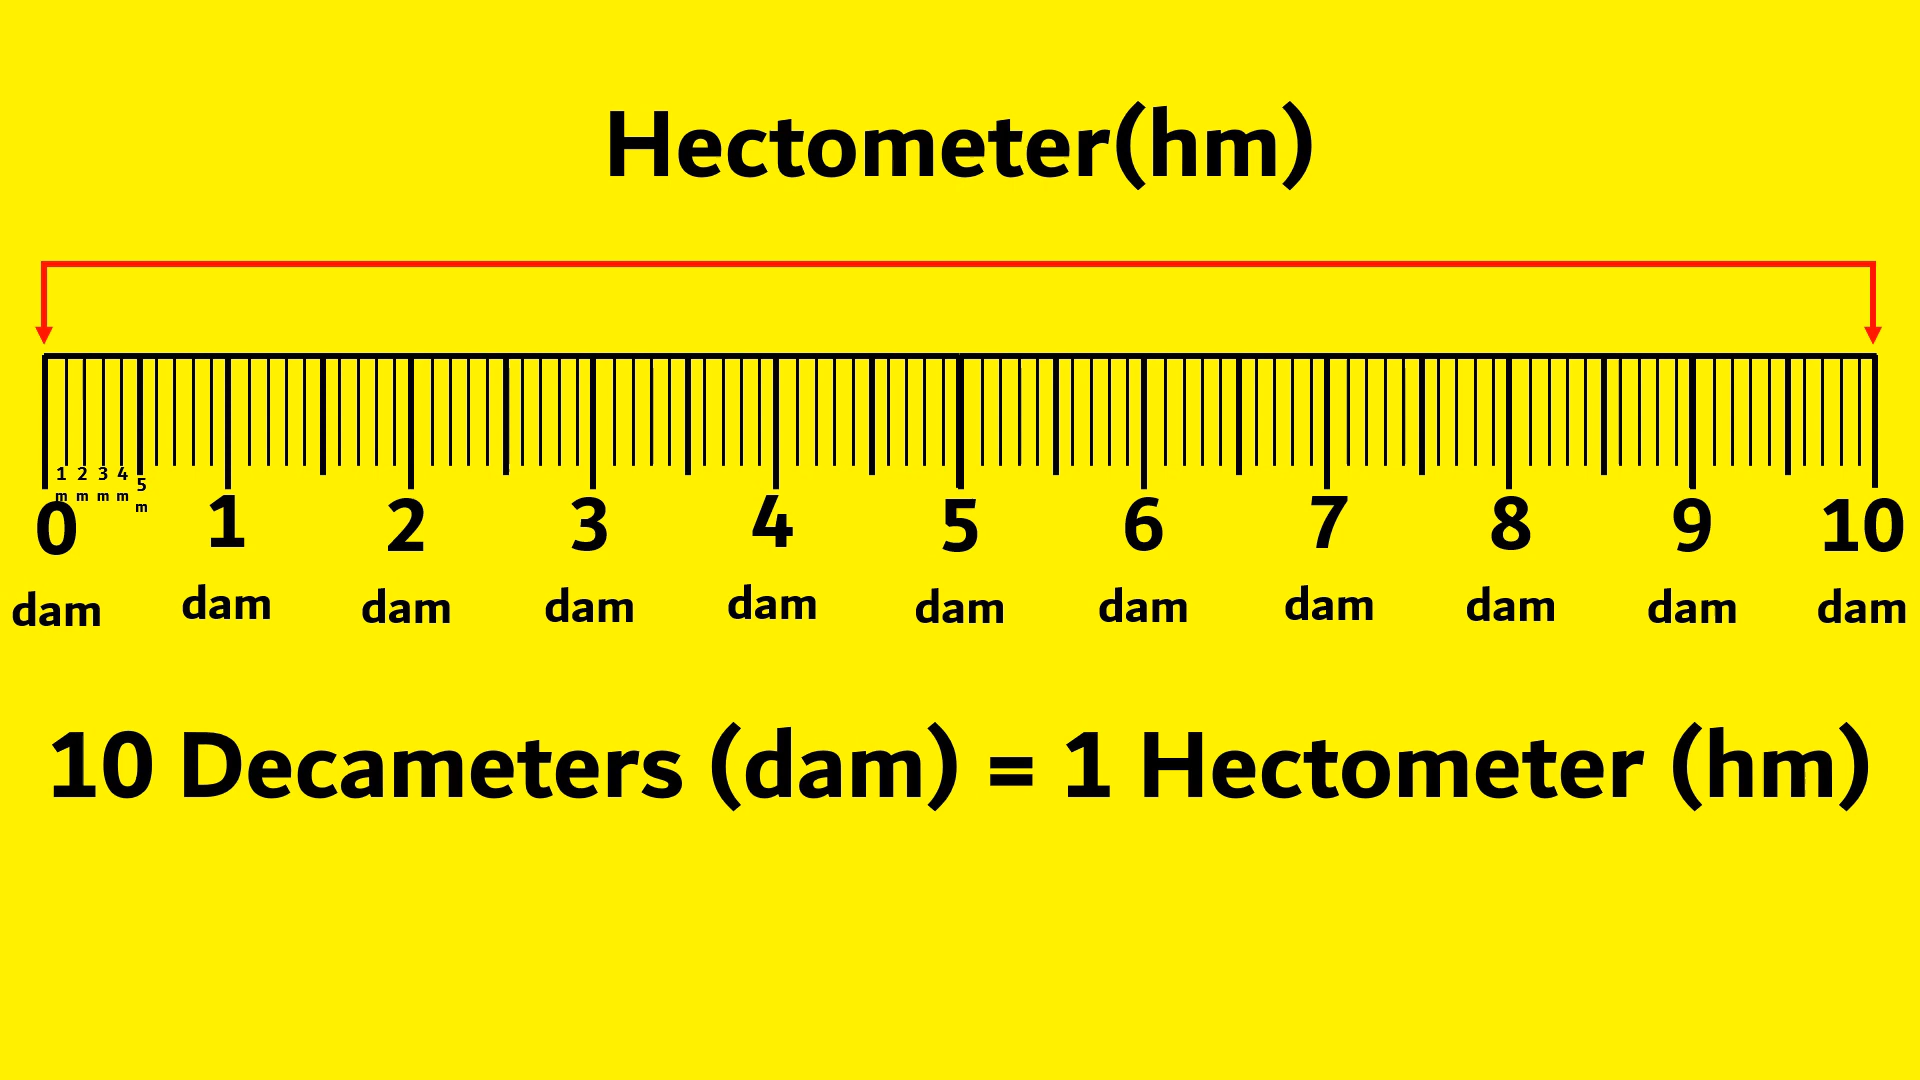 Hectometer(hm)
1 2 3 4 5
m m m m m
0 1 2 3 4 5 6 7 8 9 10
dam dam dam dam dam dam dam dam dam dam dam
10 Decameters (dam) = 1 Hectometer (hm)